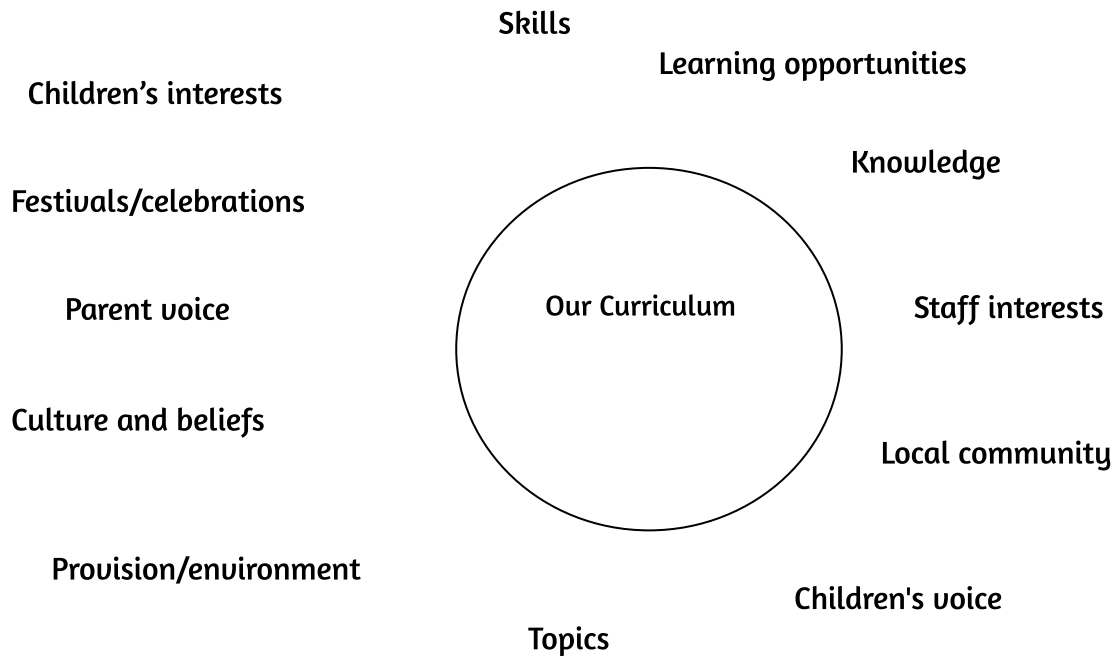 Skills
Learning opportunities
Children’s interests
Knowledge
Festivals/celebrations
Our Curriculum
Parent voice
Staff interests
Culture and beliefs
Local community
Provision/environment
Children's voice
Topics